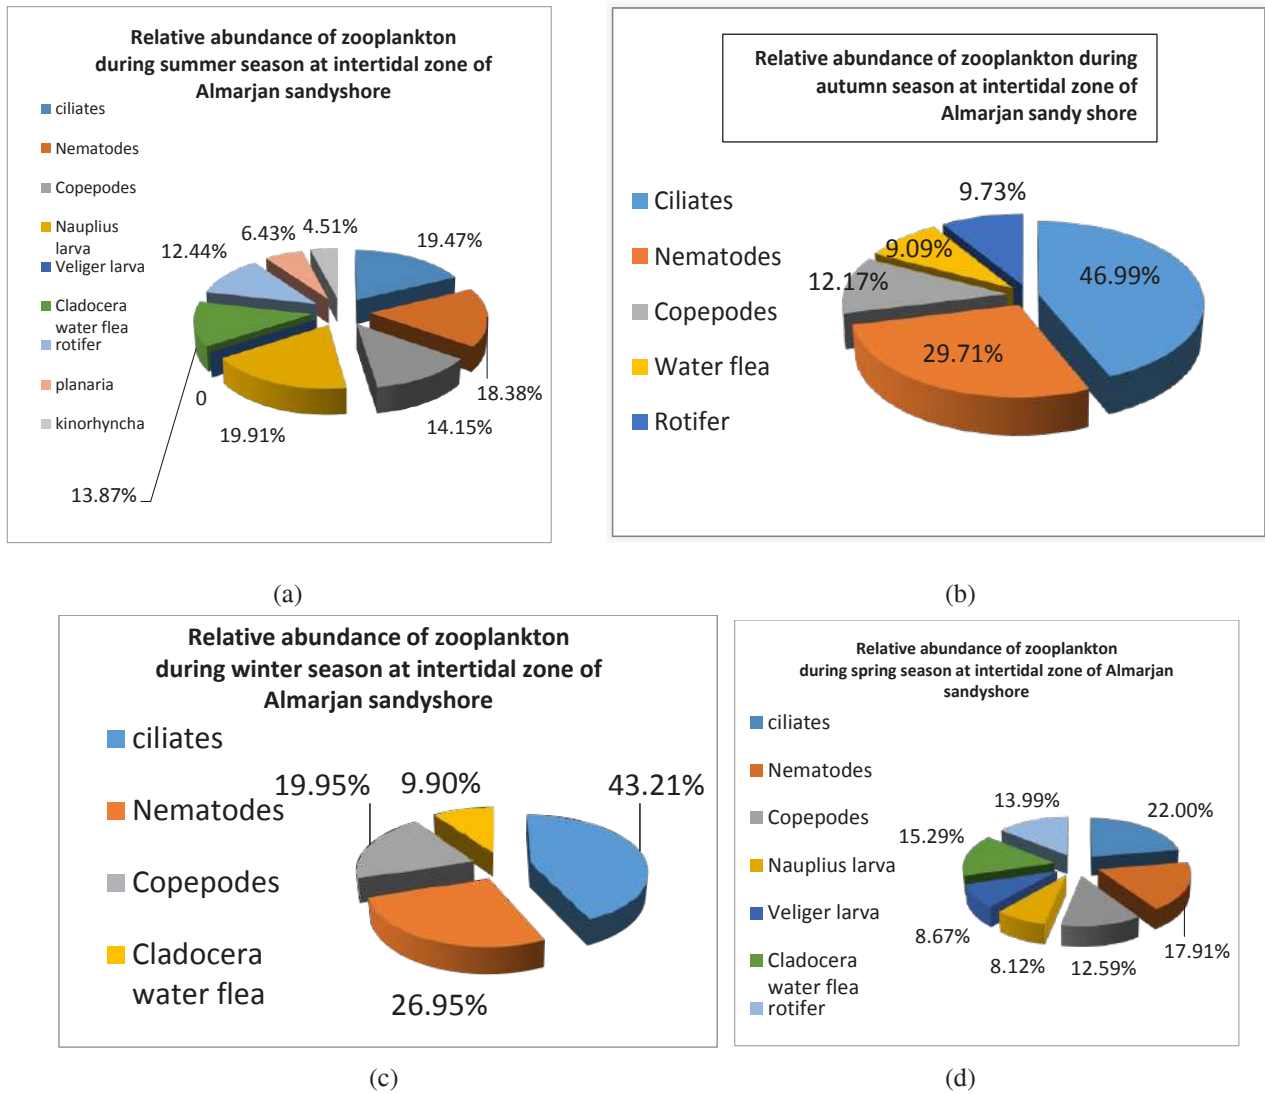 Relative abundance of zooplankton
during summer season at intertidal zone of
Almarjan sandyshore
ciliates
Nematodes
Copepodes
Nauplius
larva
Veliger larva
Cladocera
water flea
rotifer
planaria
kinorhyncha
12.44%
6.43%
4.51%
19.47%
18.38%
14.15%
19.91%
0
13.87%
(a)
Relative abundance of zooplankton during
autumn season at intertidal zone of
Almarjan sandy shore
Ciliates
Nematodes
Copepodes
Water flea
Rotifer
9.73%
9.09%
12.17%
46.99%
29.71%
(b)
Relative abundance of zooplankton
during winter season at intertidal zone of
Almarjan sandyshore
ciliates
Nematodes
Copepodes
Cladocera
water flea
19.95%
9.90%
43.21%
26.95%
(c)
Relative abundance of zooplankton
during spring season at intertidal zone of Almarjan
sandyshore
ciliates
Nematodes
Copepodes
Nauplius larva
Veliger larva
Cladocera
water flea
rotifer
13.99%
22.00%
15.29%
8.67%
8.12%
12.59%
17.91%
(d)